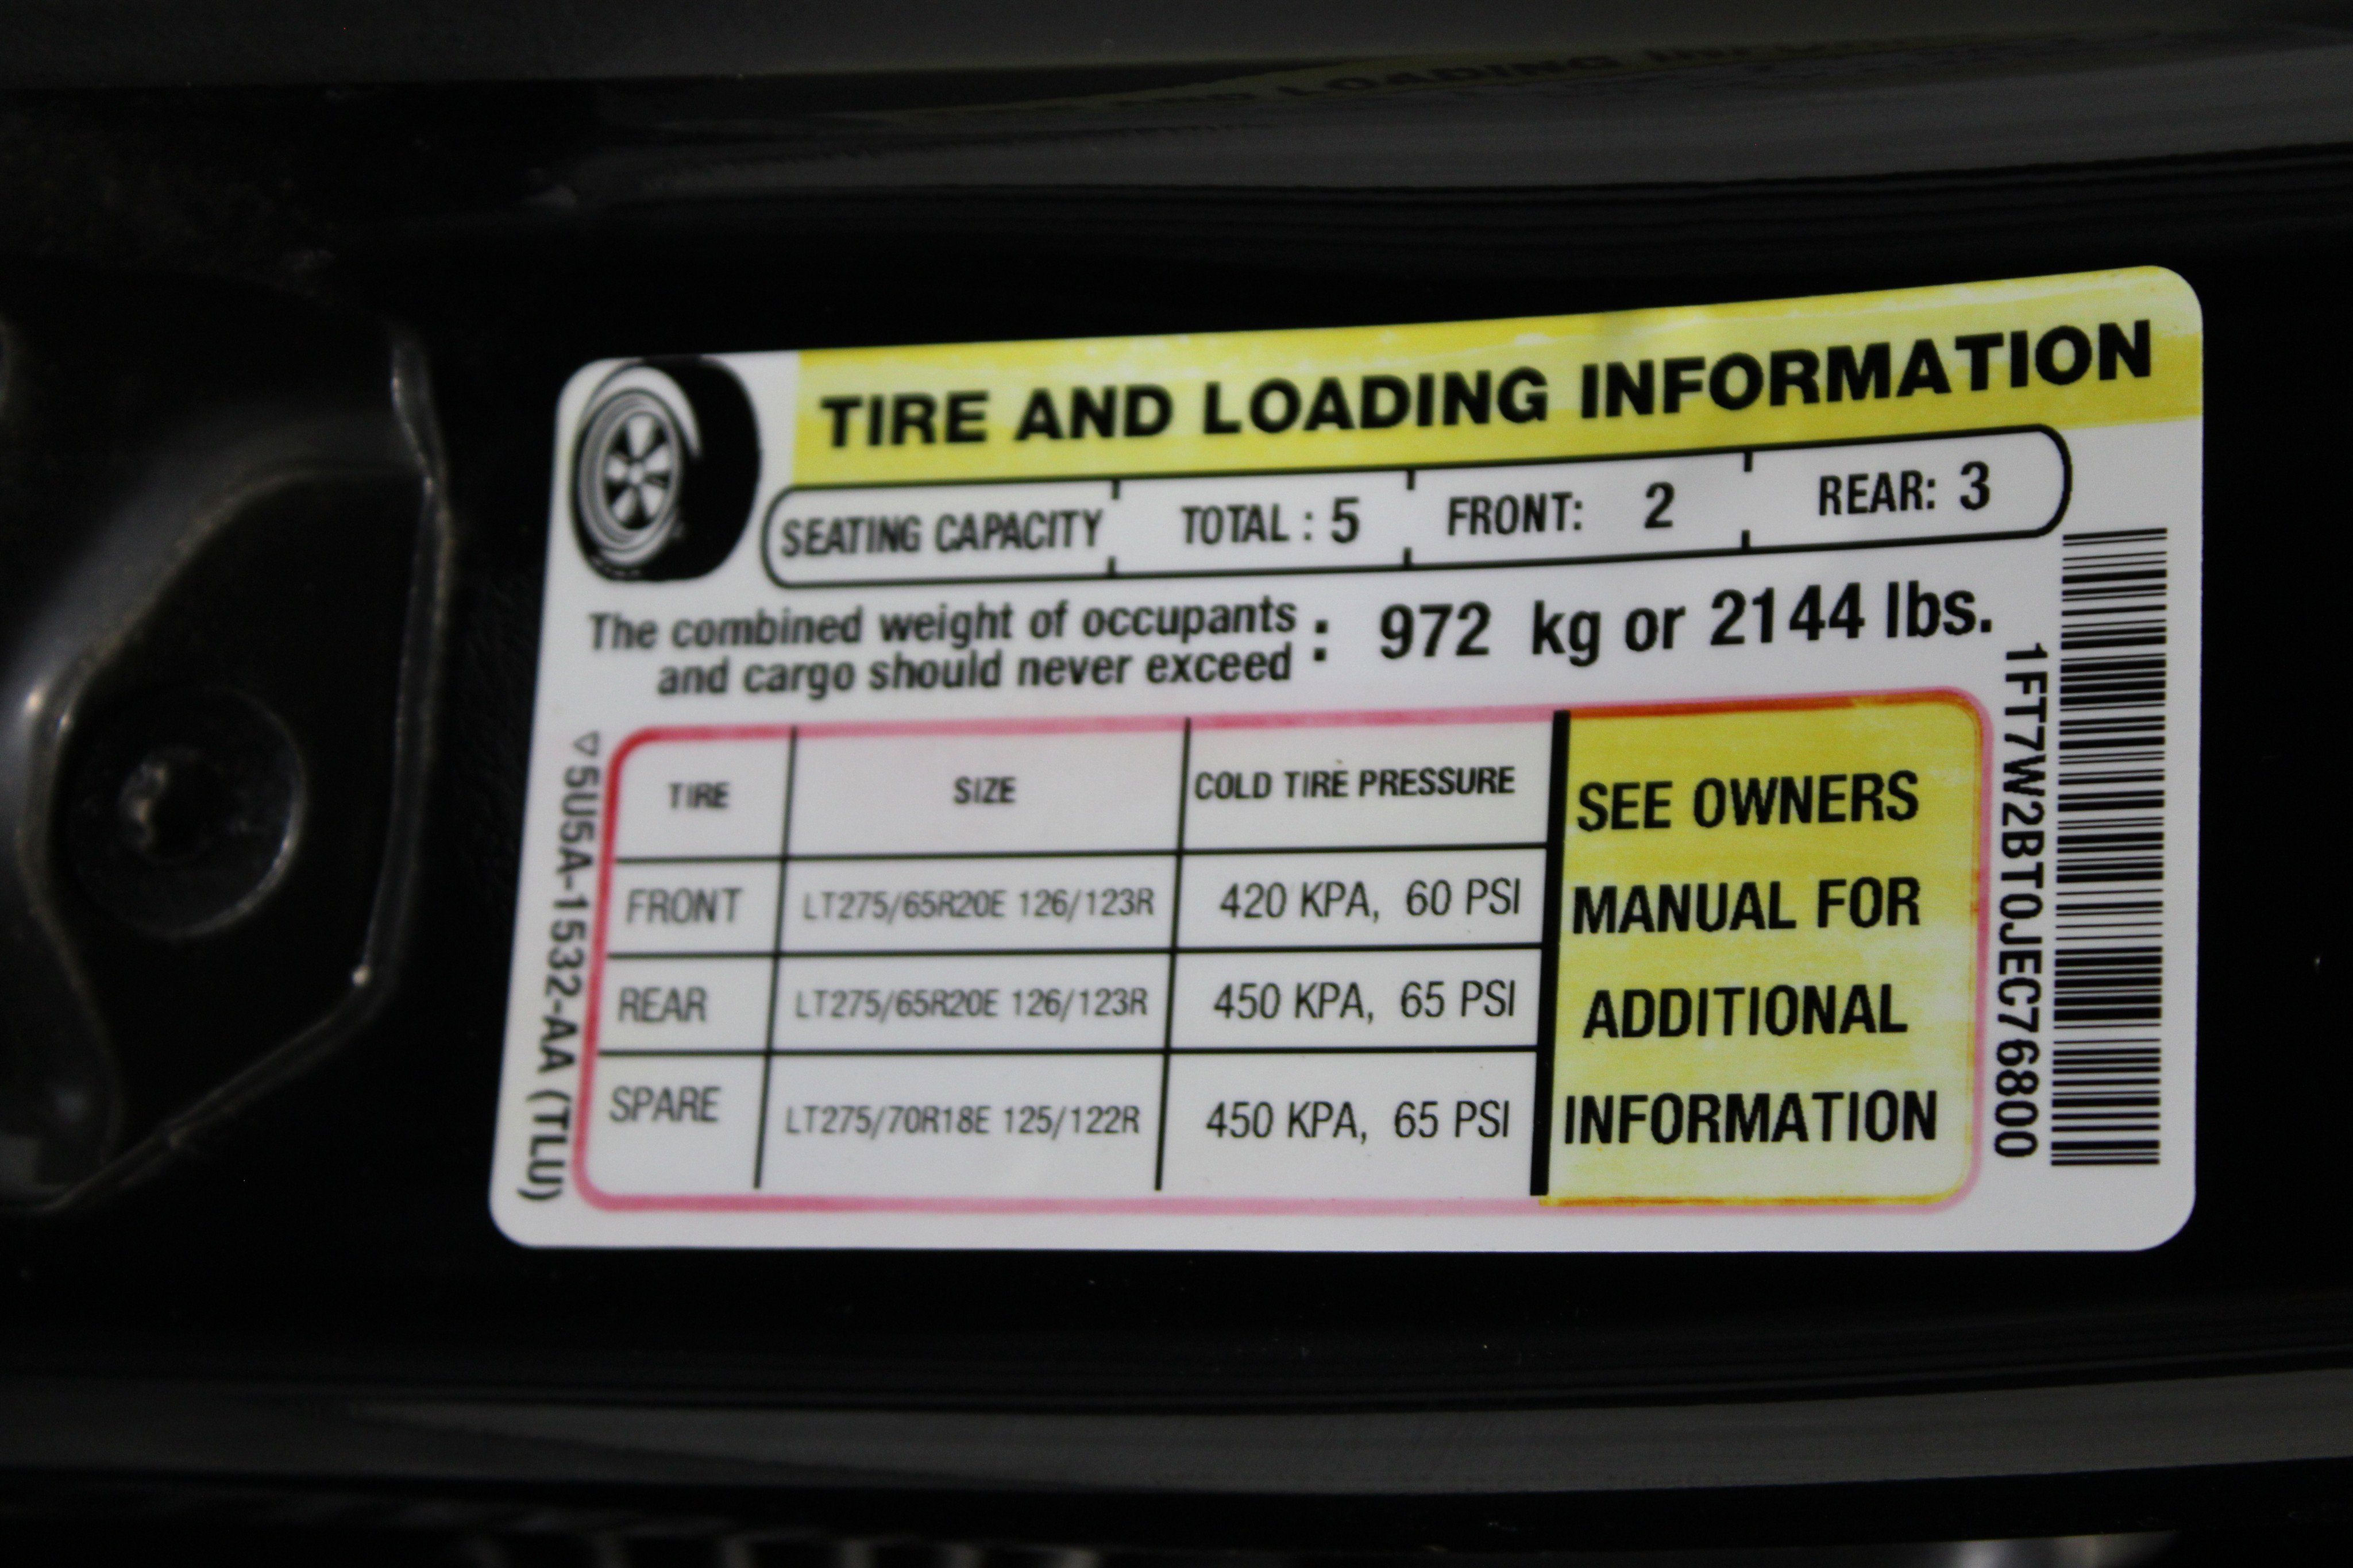 TIRE AND LOADING INFORMATION
SEATING CAPACITY TOTAL : 5 FRONT: 2 REAR: 3
The combined weight of occupants
and cargo should never exceed : 972 kg or 2144 lbs.
TIRE SIZE COLD TIRE PRESSURE
FRONT LT275/65R20E 126/123R 420 KPA, 60 PSI
REAR LT275/65R20E 126/123R 450 KPA, 65 PSI
SPARE LT275/70R18E 125/122R 450 KPA, 65 PSI
SEE OWNERS
MANUAL FOR
ADDITIONAL
INFORMATION
5U5A-1532-AA (TLU)
1FT7W2BT0JEC76800